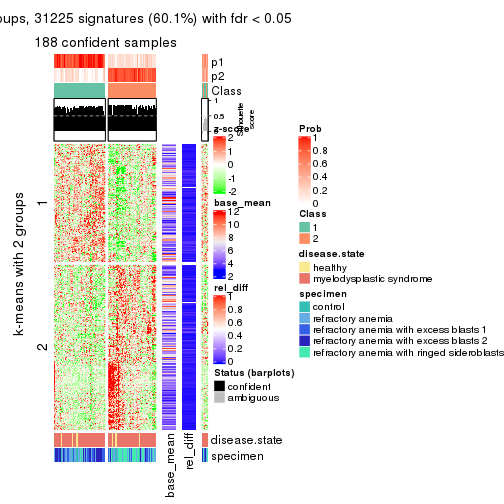 oups, 31225 signatures (60.1%) with fdr < 0.05
188 confident samples
p1
p2
Class
1
0.5
0
Silhouette
score
k-means with 2 groups
1
2
z-score
2
1
0
-1
-2
base_mean
12
10
8
6
4
2
rel_diff
1
0.8
0.6
0.4
0.2
0
Status (barplots)
confident
ambiguous
Prob
1
0.8
0.6
0.4
0.2
0
Class
1
2
disease.state
healthy
myelodysplastic syndrome
specimen
control
refractory anemia
refractory anemia with excess blasts 1
refractory anemia with excess blasts 2
refractory anemia with ringed sideroblasts
disease.state
specimen
base_mean
rel_diff